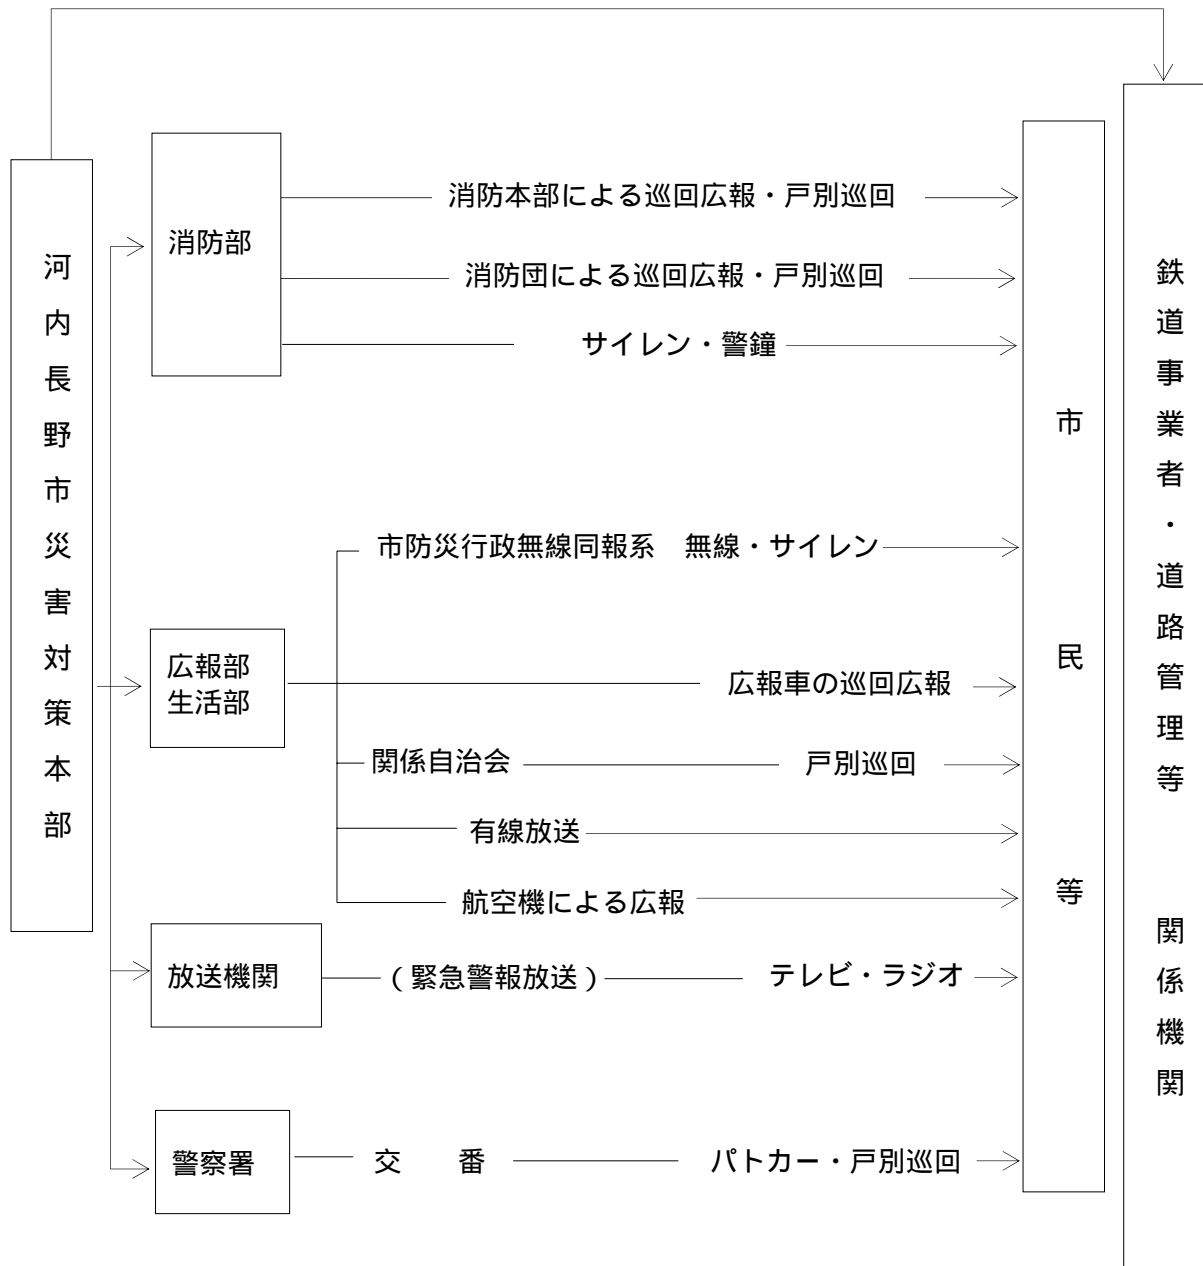 河内長野市災害対策本部
消防部
消防本部による巡回広報・戸別巡回
消防団による巡回広報・戸別巡回
サイレン・警鐘
広報部
生活部
市防災行政無線同報系　無線・サイレン
広報車の巡回広報
関係自治会
戸別巡回
有線放送
航空機による広報
放送機関
(緊急警報放送)
テレビ・ラジオ
警察署
交　　番
パトカー・戸別巡回
市民等
鉄道事業者・道路管理等　関係機関